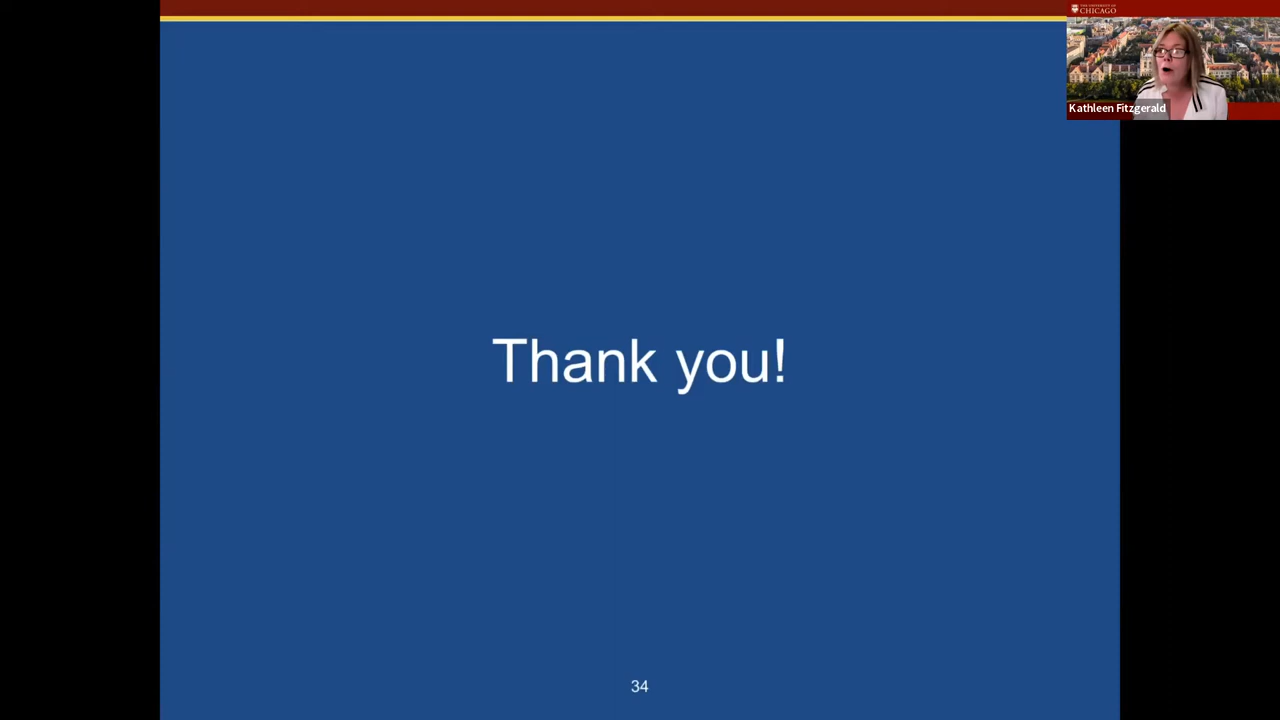 THE UNIVERSITY OF
CHICAGO
Kathleen Fitzgerald
Thank you!
34